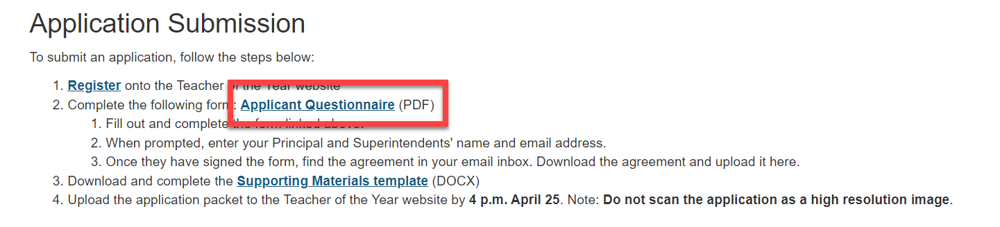 Application Submission
To submit an application, follow the steps below:
1. Register onto the Teacher of the Year website
2. Complete the following form: Applicant Questionnaire (PDF)
1. Fill out and complete the form linked above.
2. When prompted, enter your Principal and Superintendents' name and email address.
3. Once they have signed the form, find the agreement in your email inbox. Download the agreement and upload it here.
3. Download and complete the Supporting Materials template (DOCX)
4. Upload the application packet to the Teacher of the Year website by 4 p.m. April 25. Note: Do not scan the application as a high resolution image.